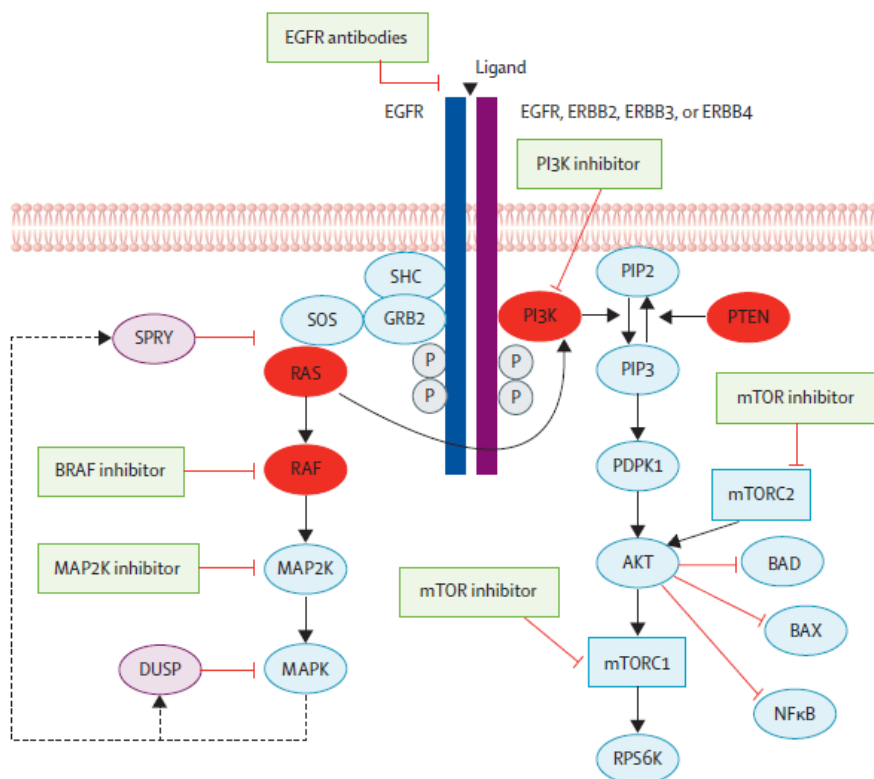 EGFR antibodies
Ligand
EGFR
EGFR, ERBB2, ERBB3, or ERBB4
PI3K inhibitor
SHC
PIP2
SOS
GRB2
PI3K
PTEN
SPRY
P
P
PIP3
RAS
P
P
mTOR inhibitor
BRAF inhibitor
RAF
PDPK1
mTORC2
MAP2K inhibitor
MAP2K
AKT
BAD
mTOR inhibitor
BAX
DUSP
MAPK
mTORC1
NFκB
RPS6K